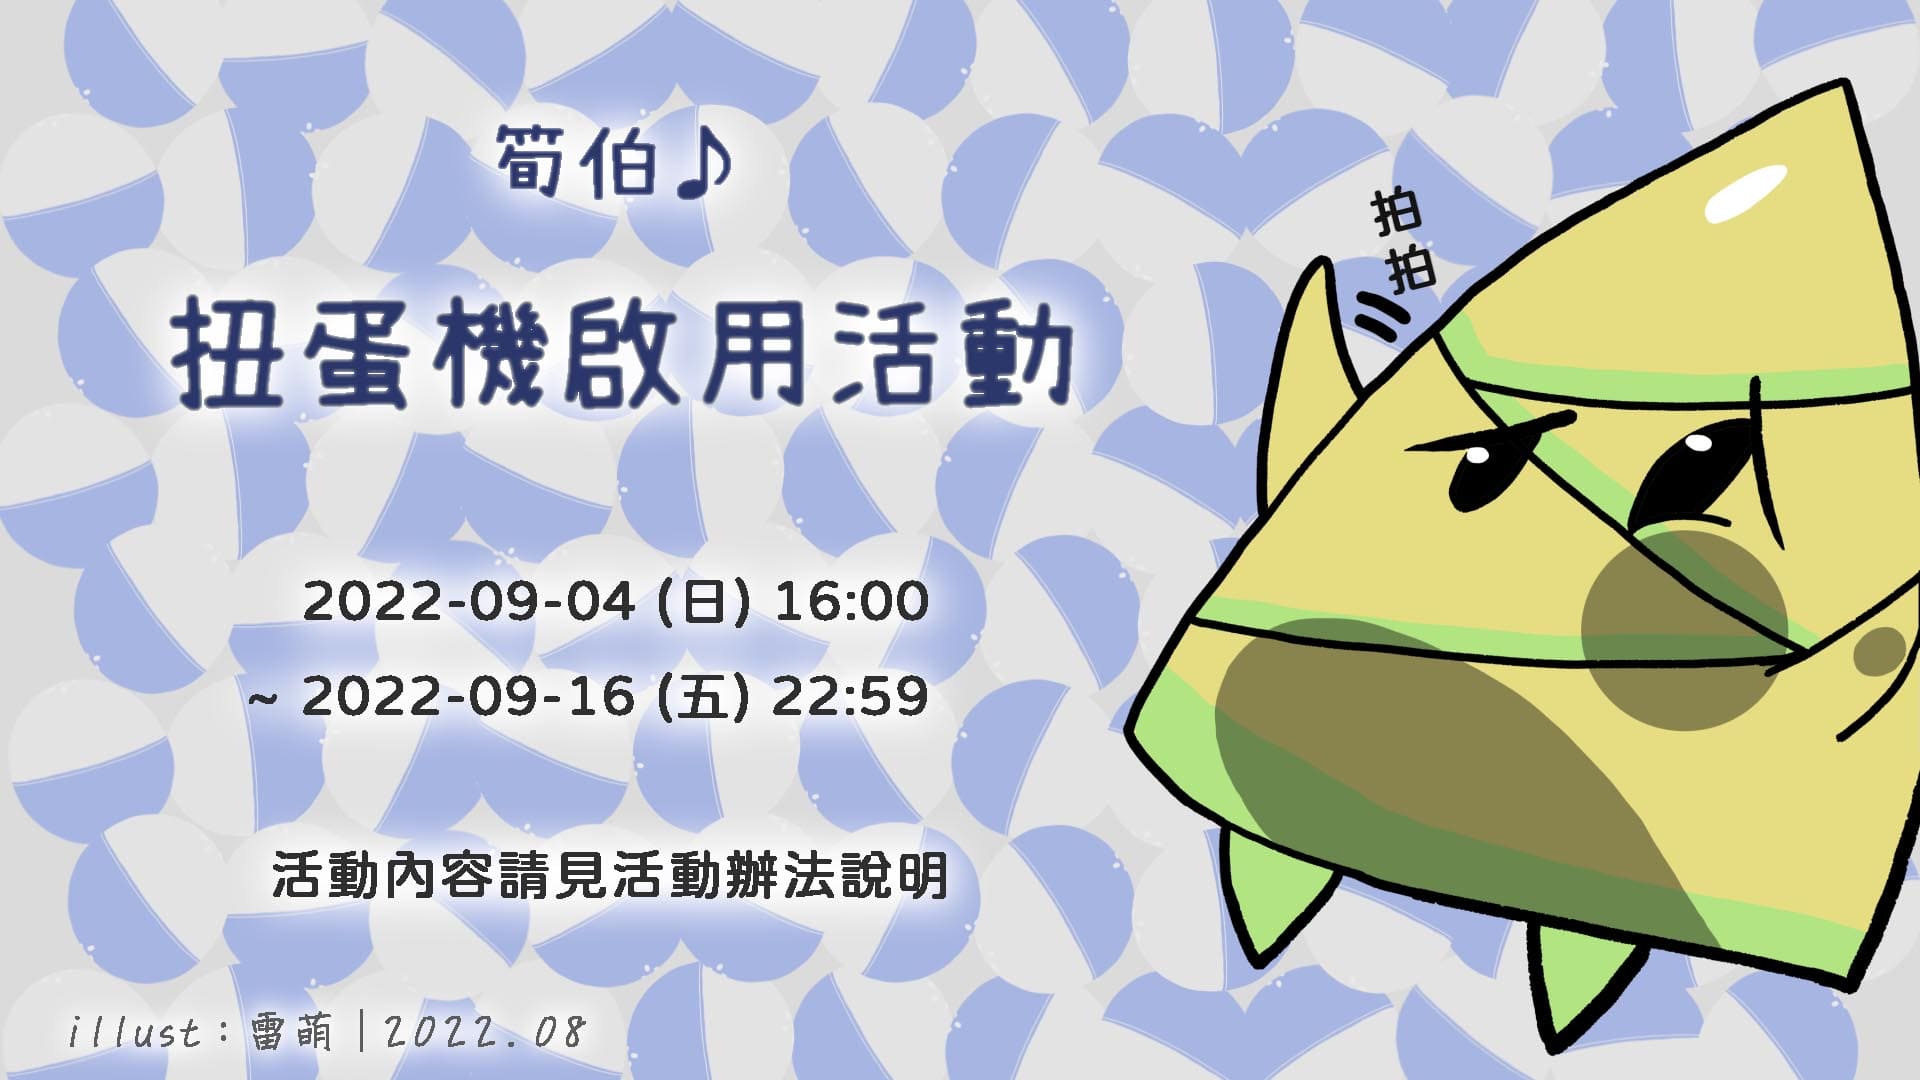 筍伯♪
扭蛋機啟用活動
2022-09-04 (日) 16:00
~ 2022-09-16 (五) 22:59
活動內容請見活動辦法說明
illust：雷萌｜2022.08
拍
拍